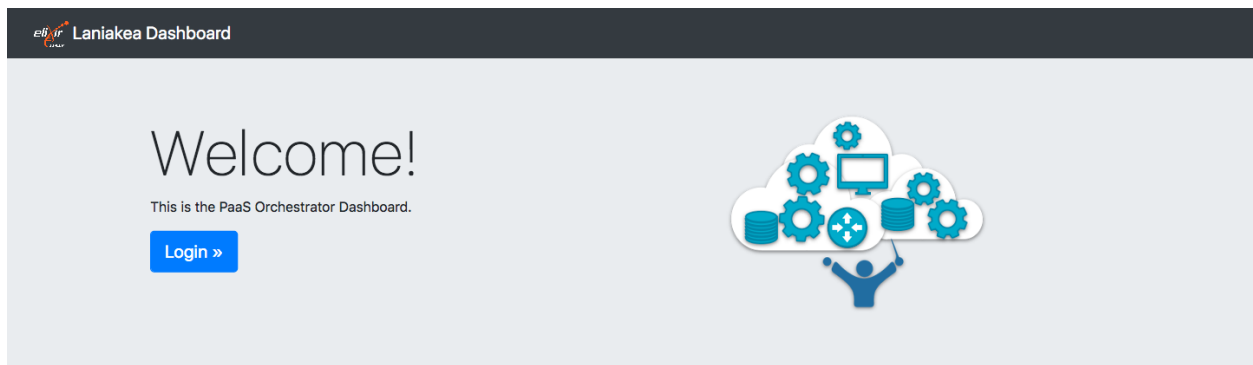 elixir Laniakea Dashboard
Welcome!
This is the PaaS Orchestrator Dashboard.
Login »